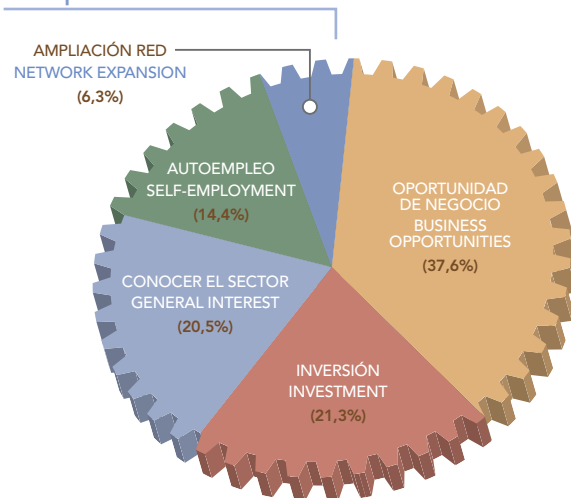 AMPLIACIÓN RED
NETWORK EXPANSION
(6,3%)
AUTOEMPLEO
SELF-EMPLOYMENT
(14,4%)
OPORTUNIDAD
DE NEGOCIO
BUSINESS
OPPORTUNITIES
(37,6%)
CONOCER EL SECTOR
GENERAL INTEREST
(20,5%)
INVERSIÓN
INVESTMENT
(21,3%)